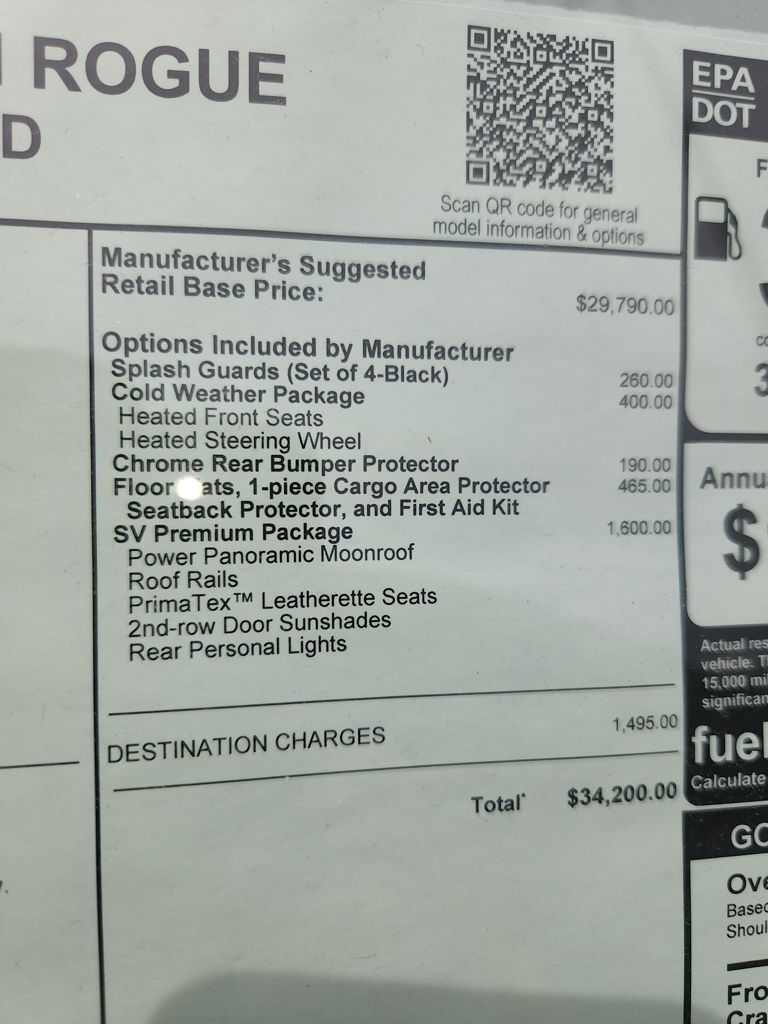 ROGUE
D
Scan QR code for general
model information & options
Manufacturer's Suggested
Retail Base Price: $29,790.00
Options Included by Manufacturer
Splash Guards (Set of 4-Black) 260.00
Cold Weather Package 400.00
Heated Front Seats
Heated Steering Wheel
Chrome Rear Bumper Protector 190.00
Floor ats, 1-piece Cargo Area Protector 465.00
Seatback Protector, and First Aid Kit
SV Premium Package 1,600.00
Power Panoramic Moonroof
Roof Rails
PrimaTex™ Leatherette Seats
2nd-row Door Sunshades
Rear Personal Lights
DESTINATION CHARGES 1,495.00
Total* $34,200.00
EPA
DOT
F
3
Annu
$
Actual res
vehicle. T
15,000 mi
significan
fuel
Calculate
GO
Ove
Based
Shoul
Fro
Cra